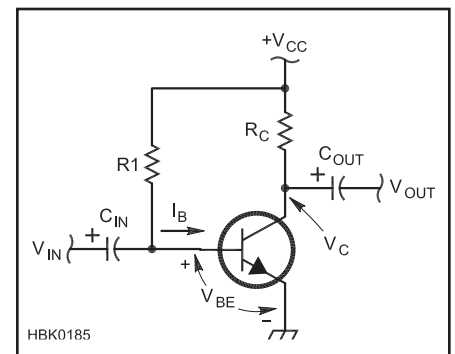 +VCC
RC
R1
COUT
+
VOUT
CIN
IB
VIN
+
VC
+
VBE
–
HBK0185